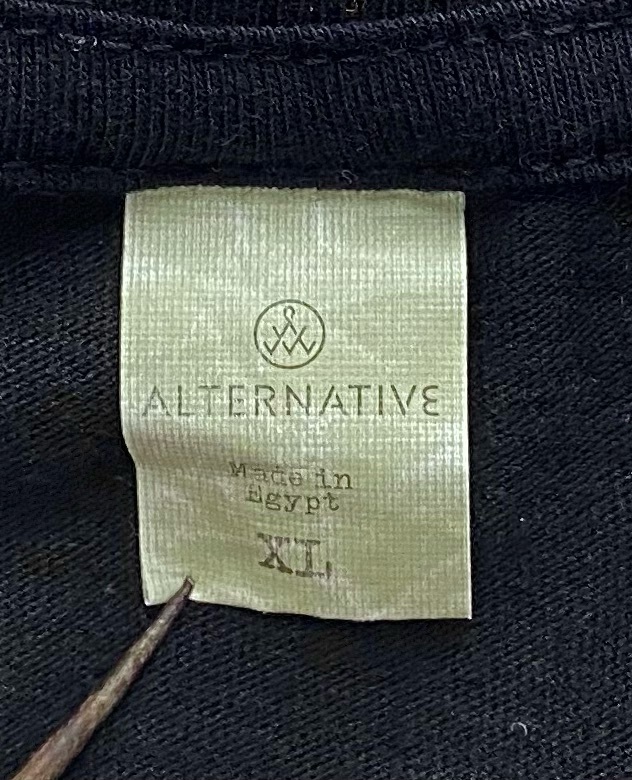 ALTERNATIVE
Made in
Egypt
XL